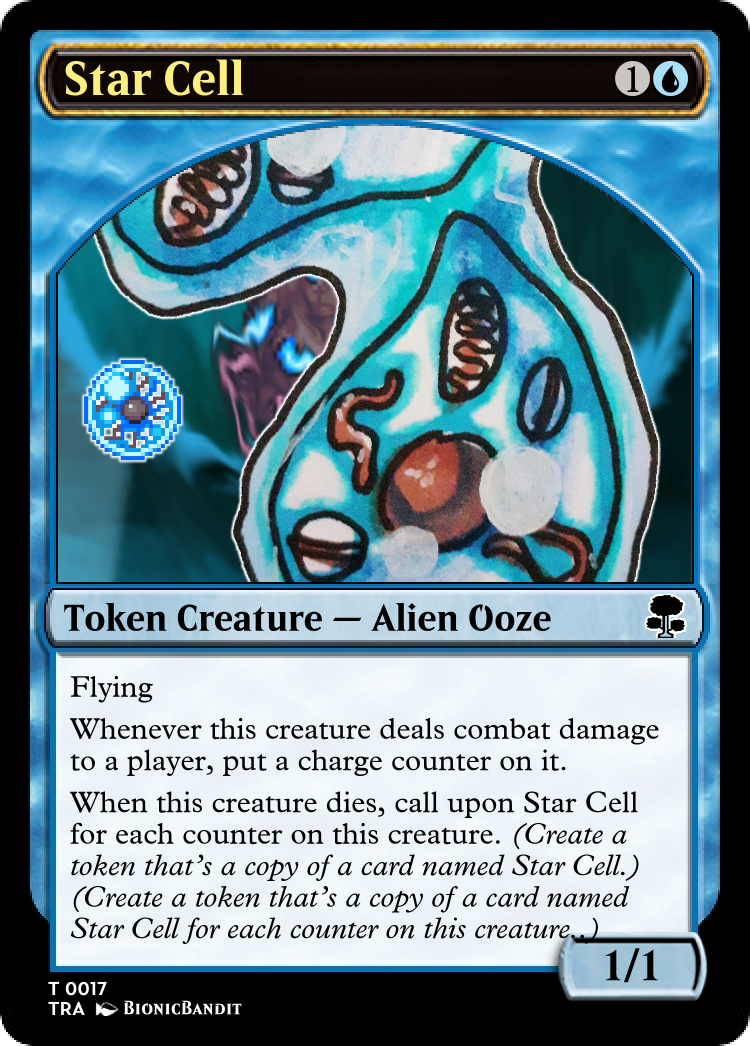 Star Cell
1
Token Creature — Alien Ooze
Flying
Whenever this creature deals combat damage
to a player, put a charge counter on it.
When this creature dies, call upon Star Cell
for each counter on this creature. (Create a
token that's a copy of a card named Star Cell.)
(Create a token that's a copy of a card named
Star Cell for each counter on this creature..)
1/1
T 0017
TRA BionicBandit